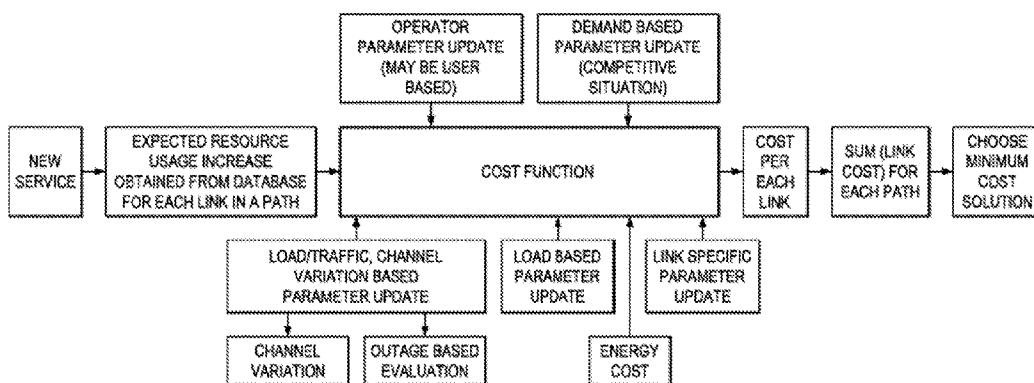 OPERATOR
PARAMETER UPDATE
(MAY BE USER
BASED)
DEMAND BASED
PARAMETER UPDATE
(COMPETITIVE
SITUATION)
NEW
SERVICE
EXPECTED RESOURCE
USAGE INCREASE
OBTAINED FROM DATABASE
FOR EACH LINK IN A PATH
COST FUNCTION
COST
PER
EACH
LINK
SUM (LINK
COST) FOR
EACH PATH
CHOOSE
MINIMUM
COST
SOLUTION
LOAD/TRAFFIC, CHANNEL
VARIATION BASED
PARAMETER UPDATE
LOAD BASED
PARAMETER
UPDATE
LINK SPECIFIC
PARAMETER
UPDATE
CHANNEL
VARIATION
OUTAGE BASED
EVALUATION
ENERGY
COST